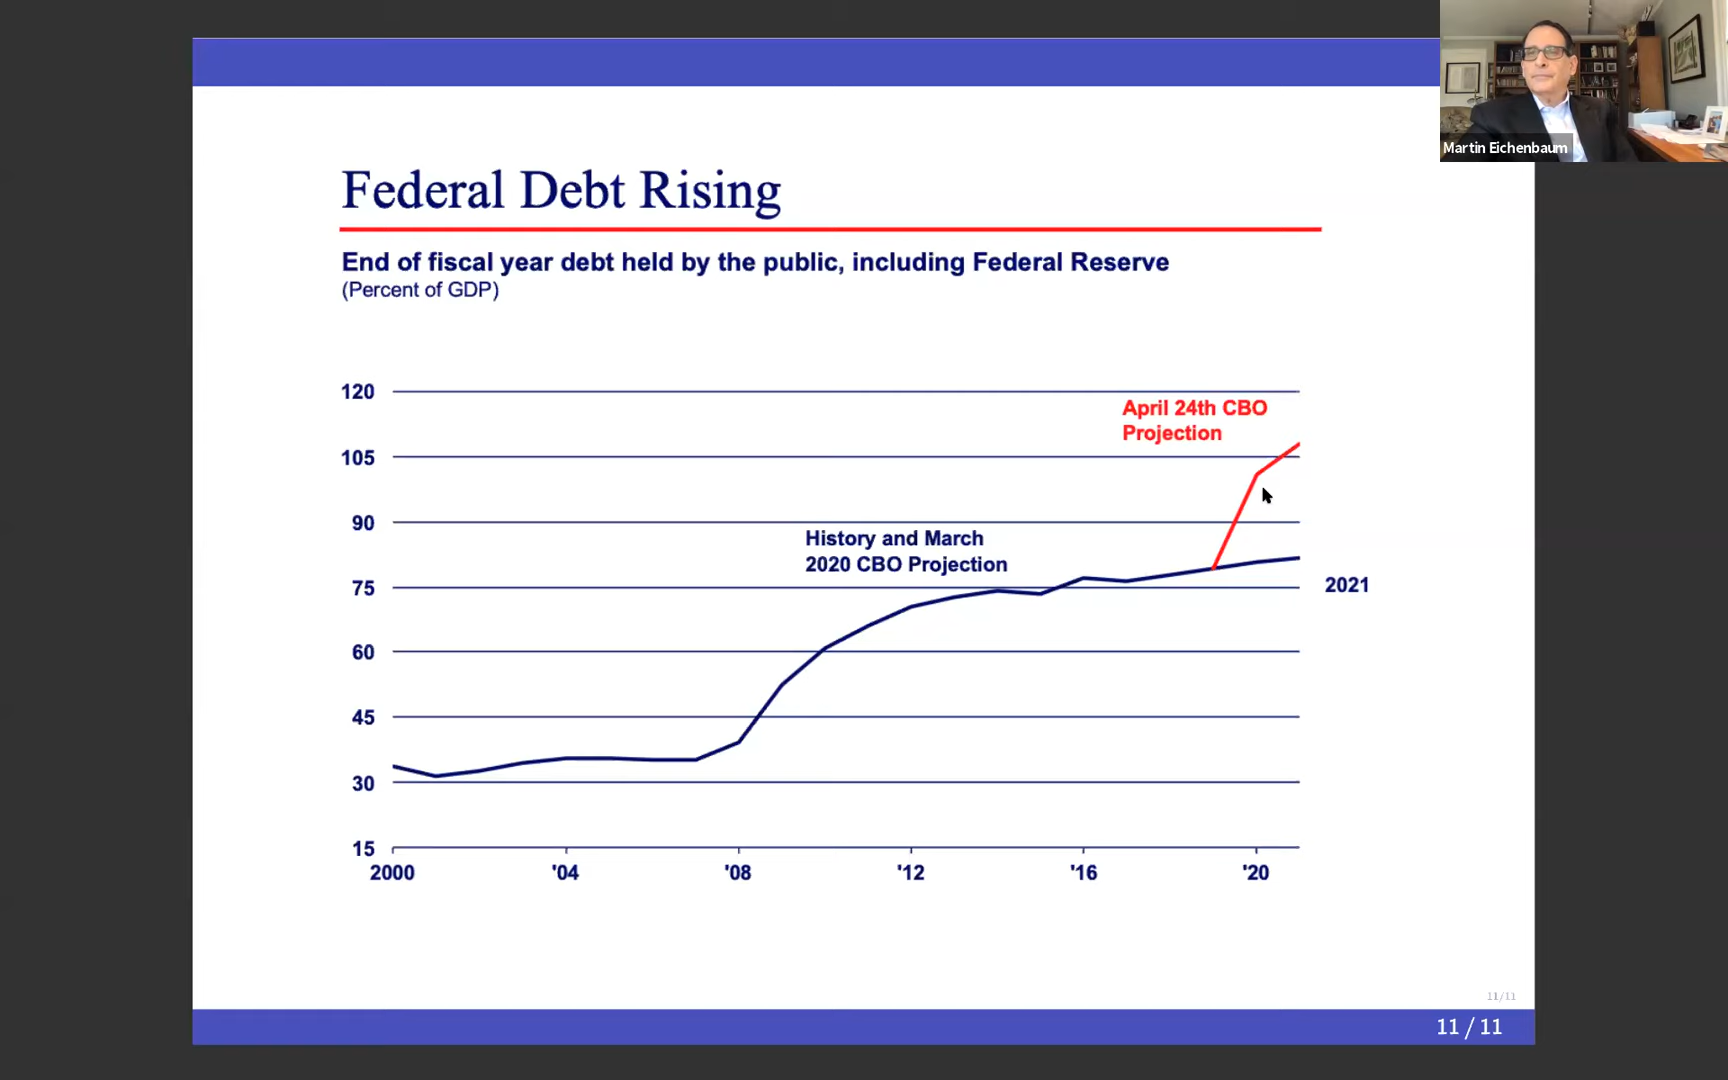 Martin Eichenbaum
Federal Debt Rising
End of fiscal year debt held by the public, including Federal Reserve
(Percent of GDP)
120
105
90
75
60
45
30
15
April 24th CBO
Projection
History and March
2020 CBO Projection
2021
2000 '04 '08 '12 '16 '20
11/11
11 / 11